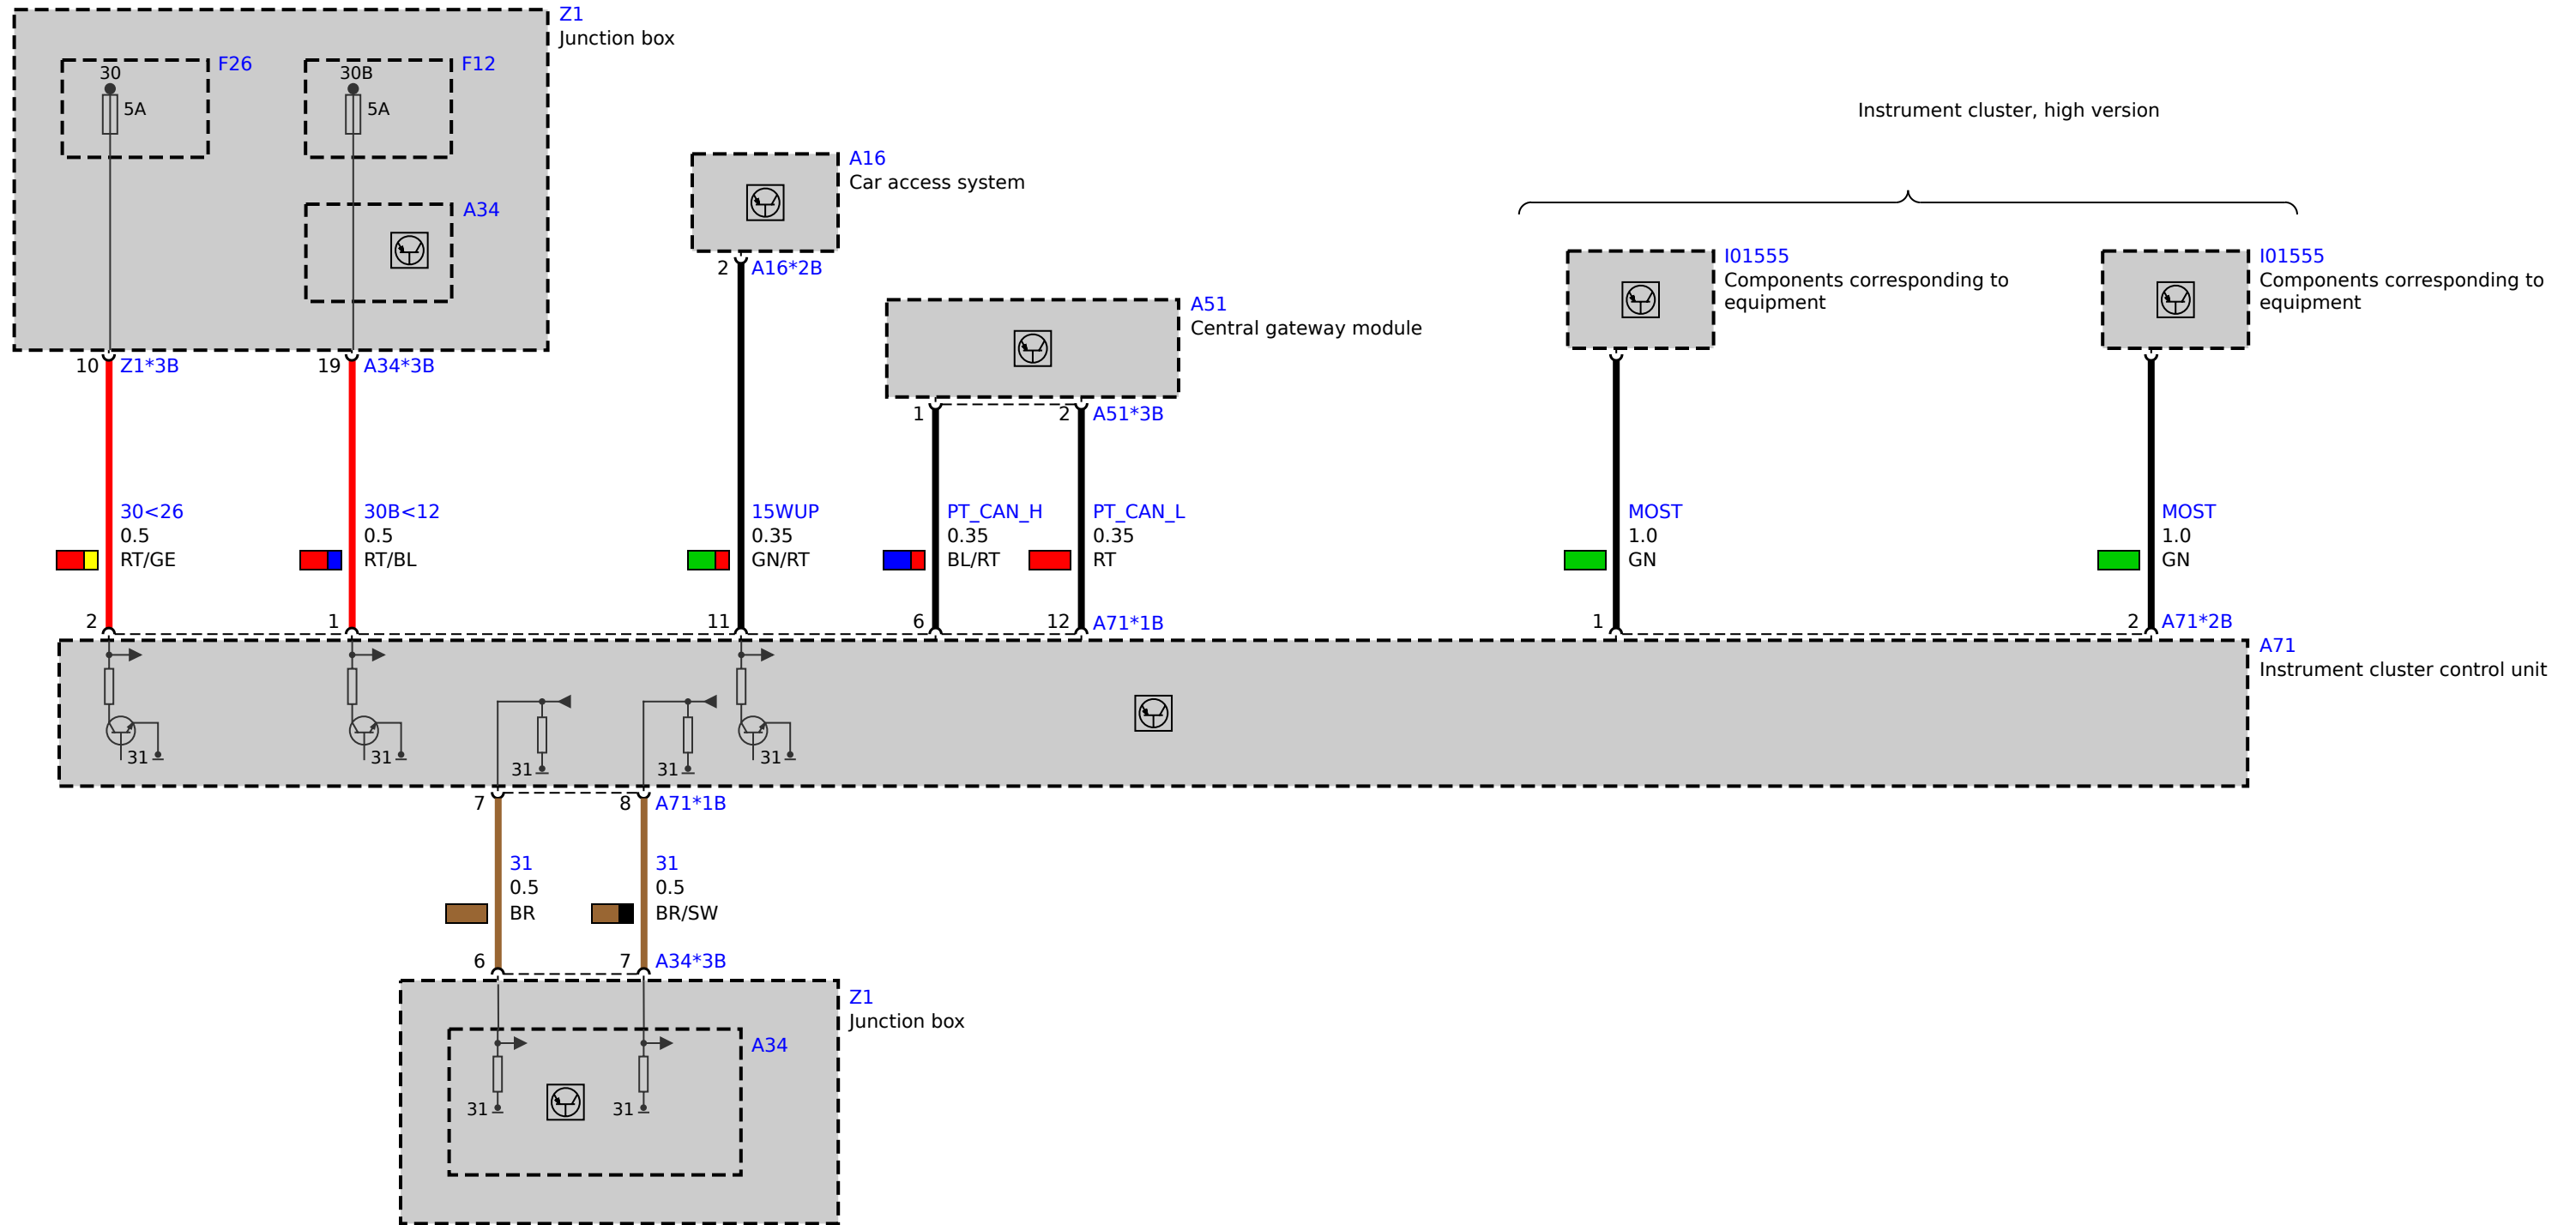 Z1
Junction box
30
F26
30B
F12
5A
5A
Instrument cluster, high version
A16
Car access system
A34
2
A16*2B
I01555
Components corresponding to
equipment
I01555
Components corresponding to
equipment
A51
Central gateway module
10
Z1*3B
19
A34*3B
1
2
A51*3B
30<26
0.5
RT/GE
30B<12
0.5
RT/BL
15WUP
0.35
GN/RT
PT_CAN_H
0.35
BL/RT
PT_CAN_L
0.35
RT
MOST
1.0
GN
MOST
1.0
GN
2
1
11
6
12
A71*1B
1
2
A71*2B
A71
Instrument cluster control unit
31
31
31
31
31
7
8
A71*1B
31
0.5
BR
31
0.5
BR/SW
6
7
A34*3B
Z1
Junction box
A34
31
31